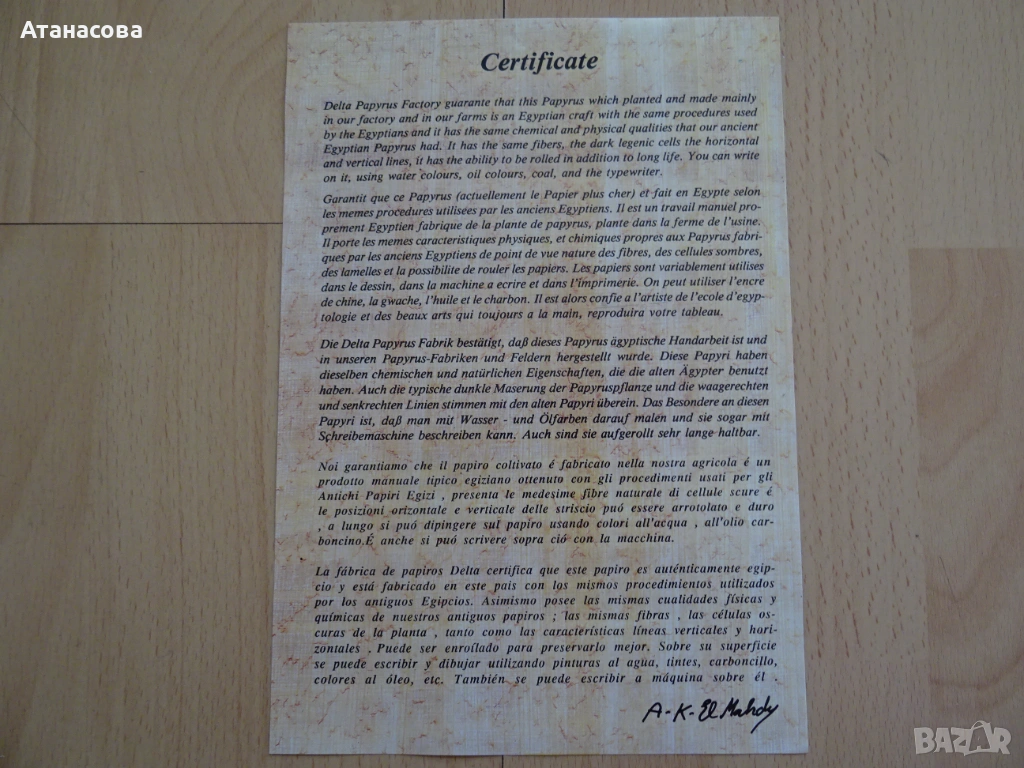 Атанасова
Certificate
Delta Papyrus Factory guarante that this Papyrus which planted and made mainly
in our factory and in our farms is an Egyptian craft with the same procedures used
by the Egyptians and it has the same chemical and physical qualities that our ancient
Egyptian Papyrus had. It has the same fibers, the dark legenic cells the horizontal
and vertical lines, it has the ability to be rolled in addition to long life. You can write
on it, using water colours, oil colours, coal, and the typewriter.
Garantit que ce Papyrus (actuellement le Papier plus cher) et fait en Egypte selon
les memes procedures utilisées par les anciens Egyptiens. Il est un travail manuel pro-
prement Egyptien fabrique de la plante de papyrus, plante dans la ferme de l'usine.
Il porte les memes caracteristiques physiques, et chimiques propres aux Papyrus fabri-
ques par les anciens Egyptiens de point de vue nature des fibres, des cellules sombres,
des lamelles et la possibilite de rouler les papiers. Les papiers sont variablement utilises
dans le dessin, dans la machine a ecrire et dans l'imprimerie. On peut utiliser l'encre
de chine, la gwache, l'huile et le charbon. Il est alors confie a l'artiste de l'ecole d'egyp-
tologie et des beaux arts qui toujours a la main, reproduira votre tableau.
Die Delta Papyrus Fabrik bestätigt, daß dieses Papyrus ägyptische Handarbeit ist und
in unseren Papyrus-Fabriken und Feldern hergestellt wurde. Diese Papyri haben
dieselben chemischen und natürlichen Eigenschaften, die die alten Ägypter benutzt
haben. Auch die typische dunkle Maserung der Papyruspflanze und die waagerechten
und senkrechten Linien stimmen mit den alten Papyri überein. Das Besondere an diesen
Papyri ist, daß man mit Wasser - und Ölfarben darauf malen und sie sogar mit
Schreibemaschine beschreiben kann. Auch sind sie aufgerollt sehr lange haltbar.
Noi garantiamo che il papiro coltivato é fabricato nella nostra agricola é un
prodotto manuale tipico egiziano ottenuto con gli procedimenti usati per gli
Antichi Papiri Egizi , presenta le medesime fibre naturale di cellule scure é
le posizioni orizontale e verticale delle striscio puó essere arrotolato e duro
, a lungo si puó dipingere sul papiro usando colori all'acqua , all'olio car-
boncino.É anche si puó scrivere sopra ció con la macchina.
La fábrica de papiros Delta certifica que este papiro es auténticamente egip-
cio y está fabricado en este país con los mismos procedimientos utilizados
por los antiguos Egipcios. Asimismo posee las mismas cualidades físicas y
químicas de nuestros antiguos papiros ; las mismas fibras , las células os-
curas de la planta , tanto como las características líneas verticales y hori-
zontales . Puede ser enroílado para preservarlo mejor. Sobre su superficie
se puede escribir y dibujar utilizando pinturas al agua, tintes, carboncillo,
colores al óleo, etc. También se puede escribir a máquina sobre él .
A-K-El Mahdy
BAZAR